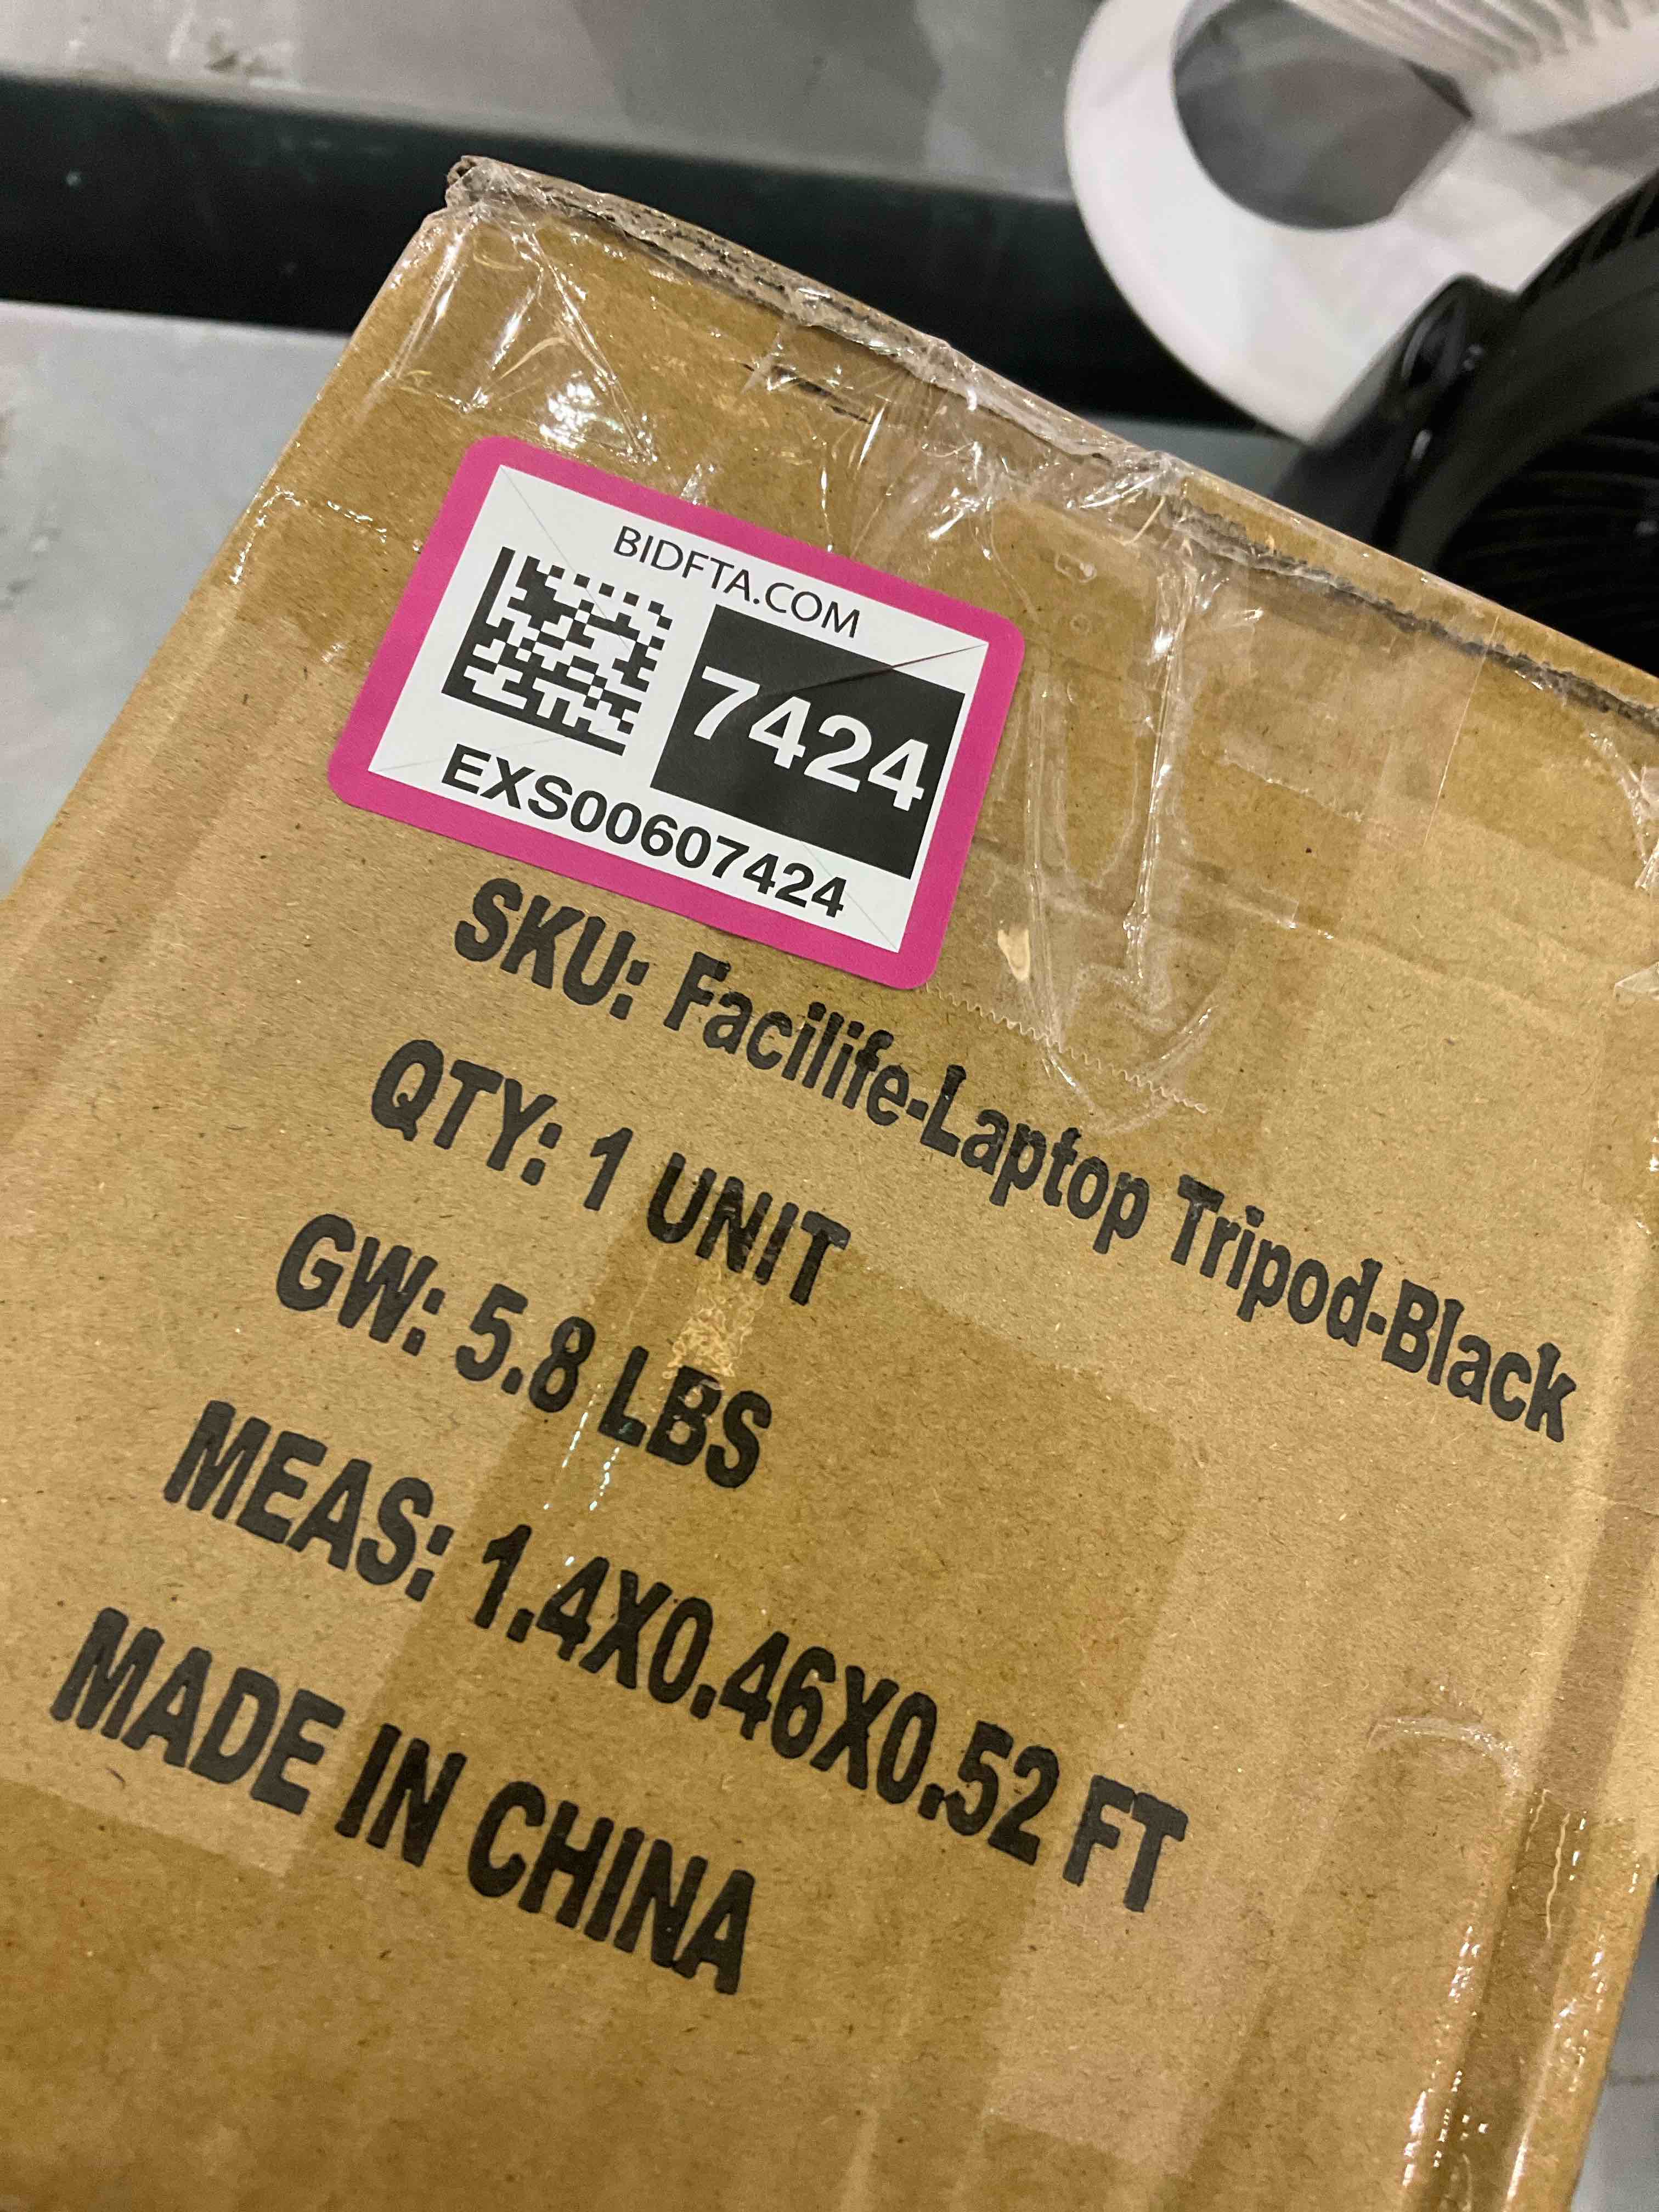 BIDFTA.COM
7424
EXS00607424
SKU: Facilife-Laptop Tripod-Black
QTY: 1 UNIT
GW: 5.8 LBS
MEAS: 1.4X0.46X0.52 FT
MADE IN CHINA